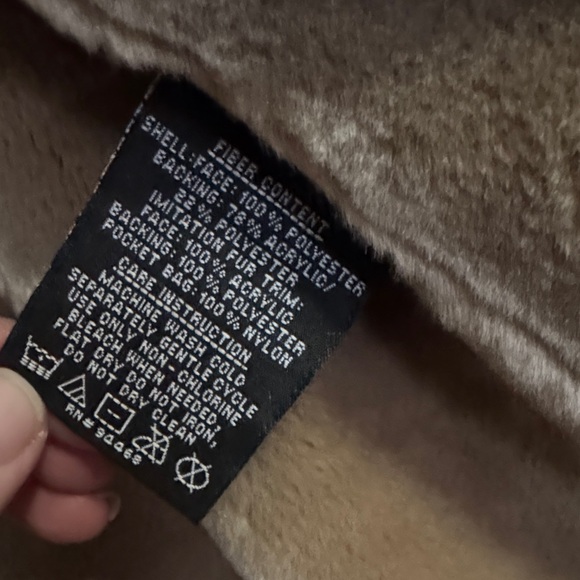 FIBER CONTENT
SHELL:FACE: 100% POLYESTER
BACKING: 78% ACRYLIC/
22% POLYESTER
IMITATION FUR TRIM:
FACE: 100% ACRYLIC
BACKING: 100% POLYESTER
POCKET BAG: 100% NYLON
CARE INSTRUCTION
MACHINE WASH COLD
SEPARATELY GENTLE CYCLE
USE ONLY NON-CHLORINE
BLEACH WHEN NEEDED.
FLAT DRY DO NOT IRON.
DO NOT DRY CLEAN
RN# 94468